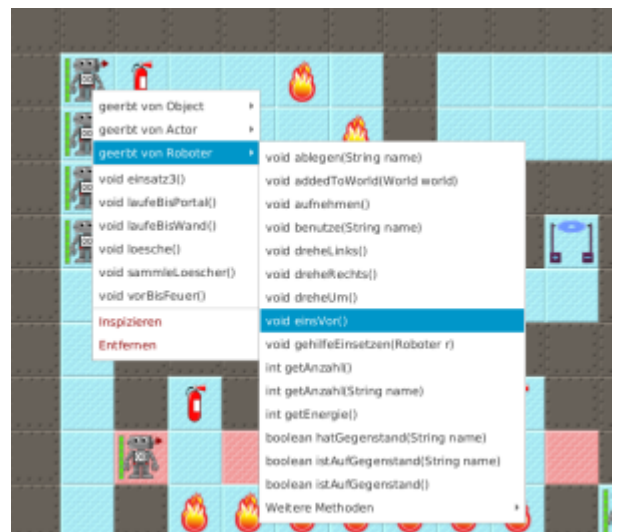 geerbt von Object
geerbt von Actor
geerbt von Roboter
void einsatz3()
void laufeBisPortal()
void laufeBisWand()
void loesche()
void sammleLoescher()
void vorBisFeuer()
Inspizieren
Entfernen
void ablegen(String name)
void addedToWorld(World world)
void aufnehmen()
void benutze(String name)
void dreheLinks()
void dreheRechts()
void dreheUm()
void einsVor()
void gehilfeEinsetzen(Roboter r)
int getAnzahl()
int getAnzahl(String name)
int getEnergie()
boolean hatGegenstand(String name)
boolean istAufGegenstand(String name)
boolean istAufGegenstand()
Weitere Methoden